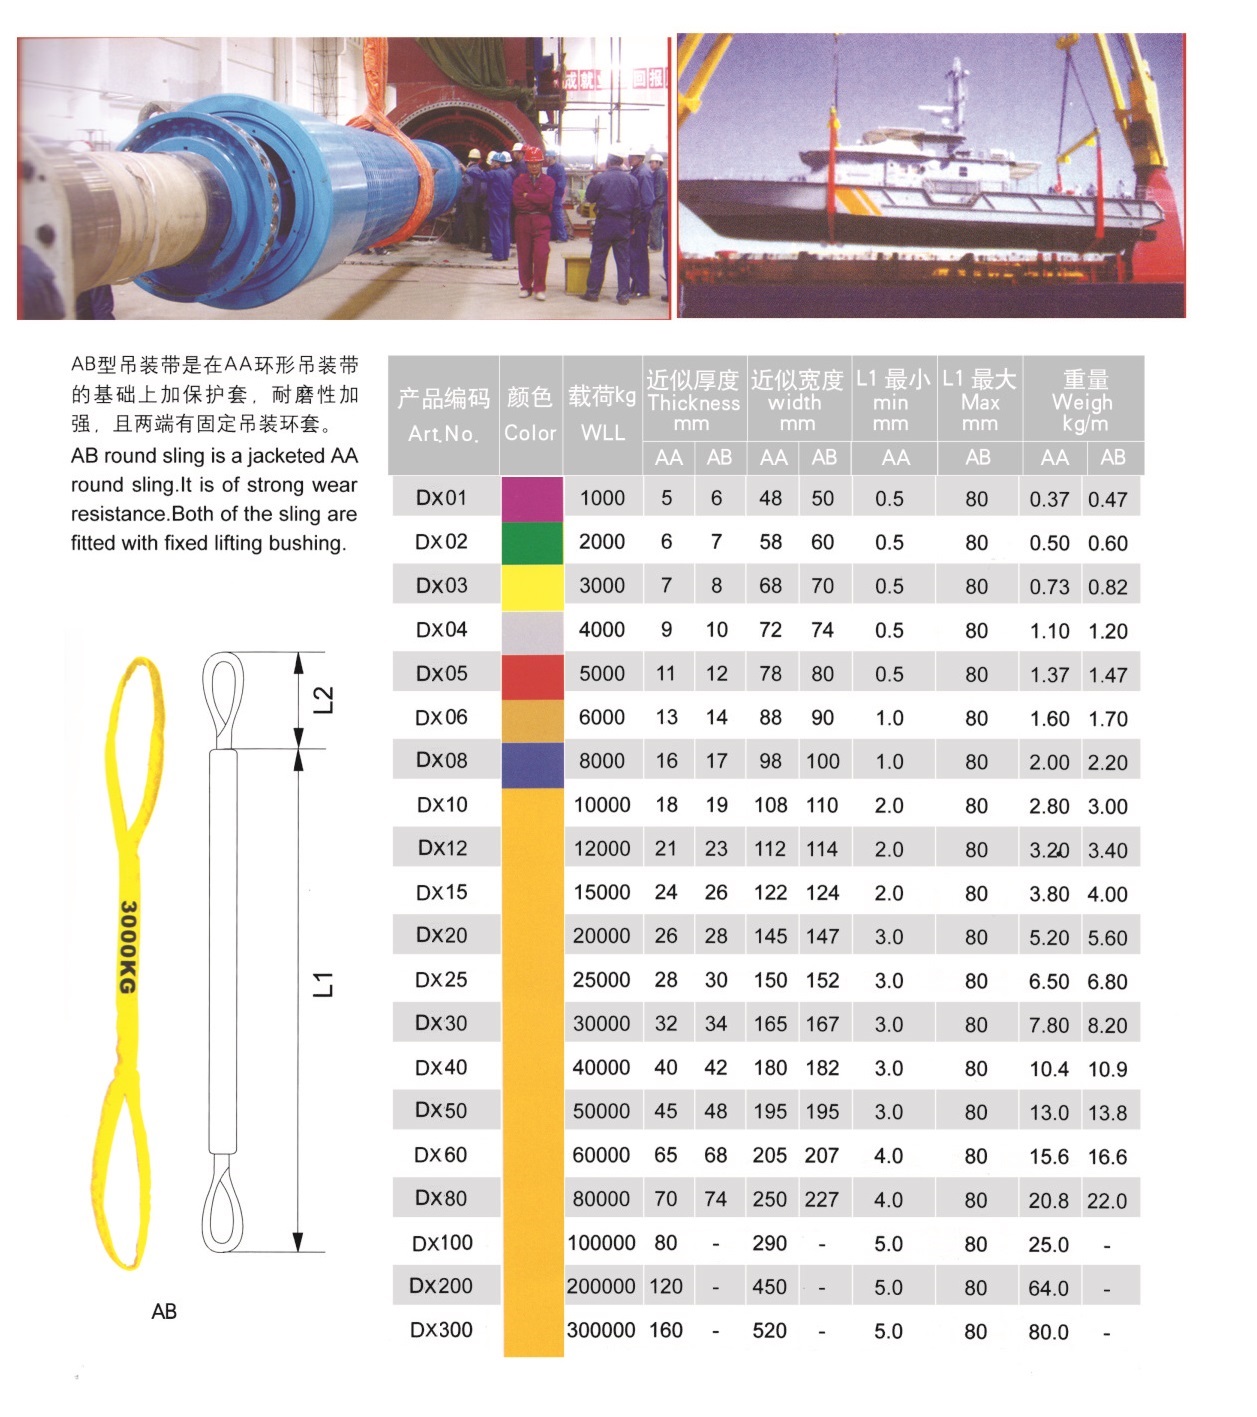 成就 回报
AB型吊装带是在AA环形吊装带
的基础上加保护套，耐磨性加
强，且两端有固定吊装环套。
AB round sling is a jacketed AA
round sling.It is of strong wear
resistance.Both of the sling are
fitted with fixed lifting bushing.
产品编码 颜色 载荷kg 近似厚度 近似宽度 L1 最小 L1 最大 重量
Art.No. Color WLL Thickness width min Max Weigh
mm mm mm mm kg/m
AA AB AA AB AA AB AA AB
DX01 1000 5 6 48 50 0.5 80 0.37 0.47
DX02 2000 6 7 58 60 0.5 80 0.50 0.60
DX03 3000 7 8 68 70 0.5 80 0.73 0.82
DX04 4000 9 10 72 74 0.5 80 1.10 1.20
DX05 5000 11 12 78 80 0.5 80 1.37 1.47
DX06 6000 13 14 88 90 1.0 80 1.60 1.70
DX08 8000 16 17 98 100 1.0 80 2.00 2.20
DX10 10000 18 19 108 110 2.0 80 2.80 3.00
DX12 12000 21 23 112 114 2.0 80 3.20 3.40
DX15 15000 24 26 122 124 2.0 80 3.80 4.00
DX20 20000 26 28 145 147 3.0 80 5.20 5.60
DX25 25000 28 30 150 152 3.0 80 6.50 6.80
DX30 30000 32 34 165 167 3.0 80 7.80 8.20
DX40 40000 40 42 180 182 3.0 80 10.4 10.9
DX50 50000 45 48 195 195 3.0 80 13.0 13.8
DX60 60000 65 68 205 207 4.0 80 15.6 16.6
DX80 80000 70 74 250 227 4.0 80 20.8 22.0
DX100 100000 80 - 290 - 5.0 80 25.0 -
DX200 200000 120 - 450 - 5.0 80 64.0 -
DX300 300000 160 - 520 - 5.0 80 80.0 -
L2
L1
3000KG
AB